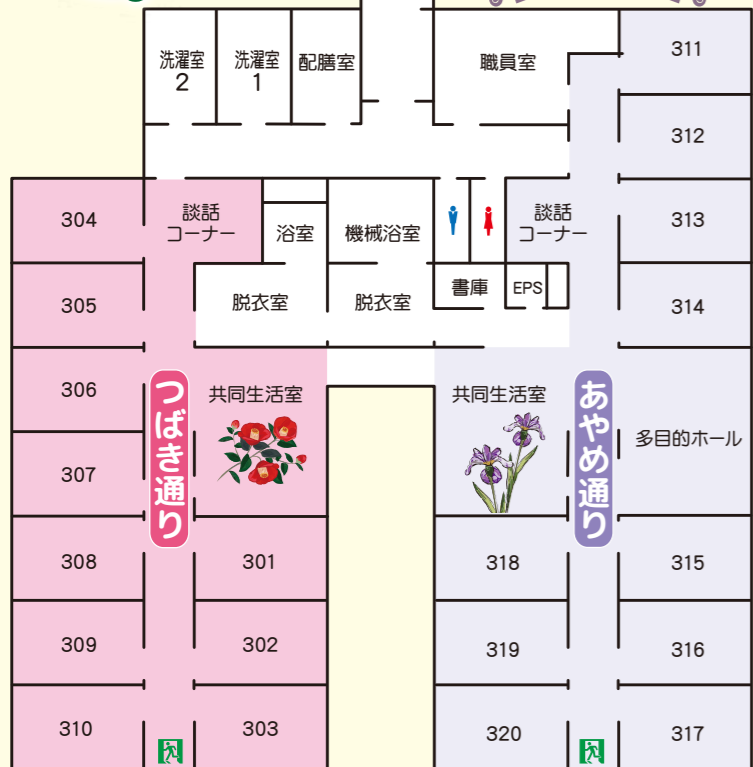 洗濯室
2
洗濯室
1
配膳室
職員室
311
312
304
談話
コーナー
浴室
機械浴室
談話
コーナー
313
305
脱衣室
脱衣室
書庫
EPS
314
306
つばき通り
共同生活室
共同生活室
あやめ通り
多目的ホール
307
308
301
318
315
309
302
319
316
310
303
320
317